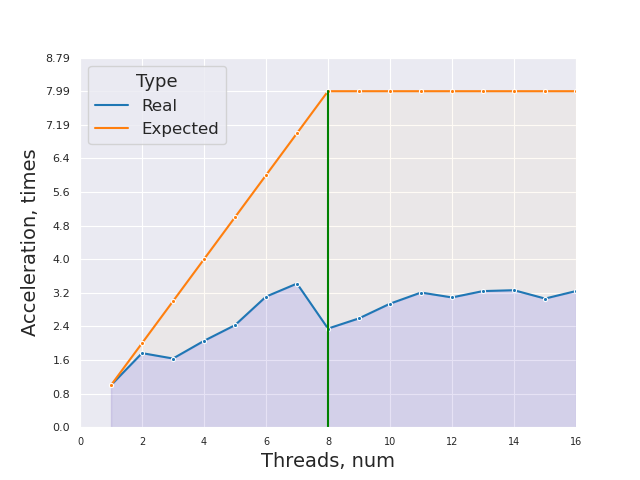 8.79
7.99
7.19
6.4
5.6
4.8
4.0
3.2
2.4
1.6
0.8
0.0
Acceleration, times
Type
Real
Expected
0 2 4 6 8 10 12 14 16
Threads, num